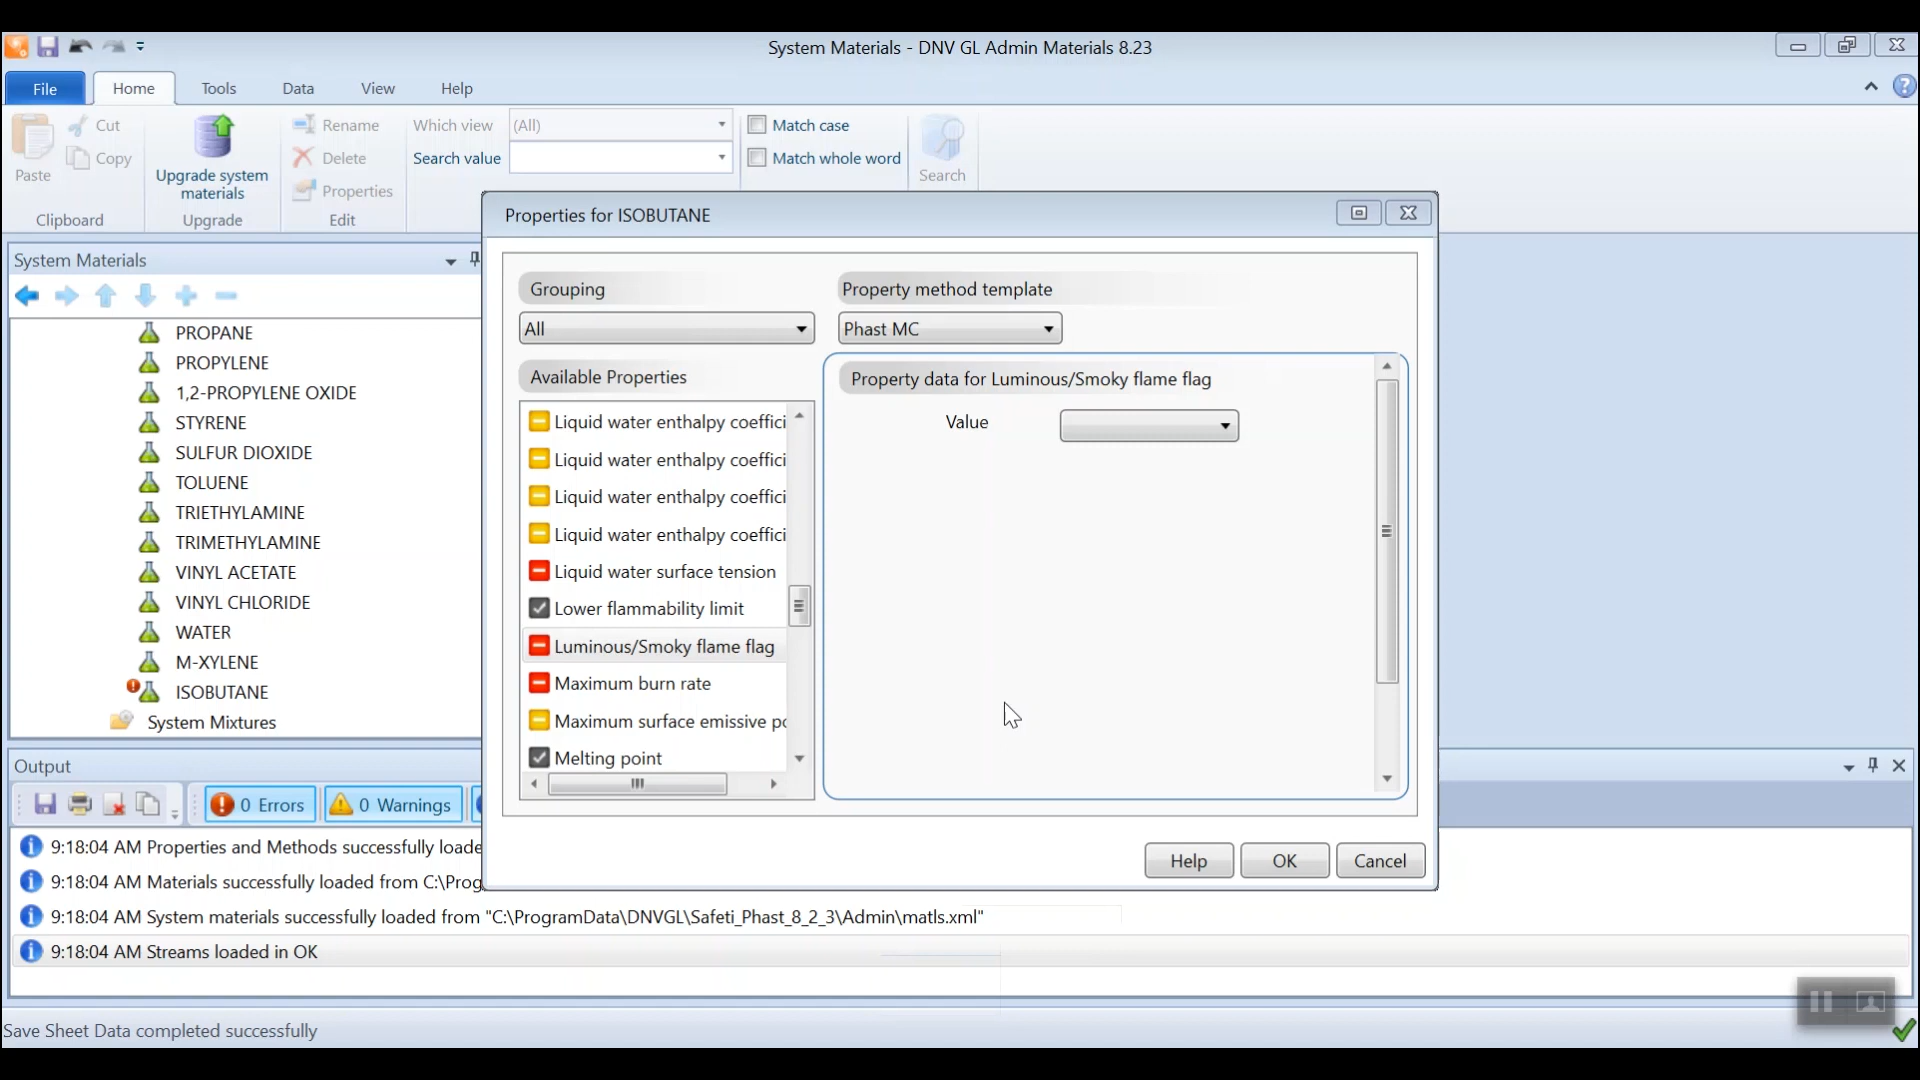 System Materials - DNV GL Admin Materials 8.23
File
Home
Tools
Data
View
Help
Paste
Cut
Copy
Clipboard
Upgrade system
materials
Upgrade
Rename
Delete
Properties
Edit
Which view
(All)
Search value
Match case
Match whole word
Search
System Materials
PROPANE
PROPYLENE
1,2-PROPYLENE OXIDE
STYRENE
SULFUR DIOXIDE
TOLUENE
TRIETHYLAMINE
TRIMETHYLAMINE
VINYL ACETATE
VINYL CHLORIDE
WATER
M-XYLENE
ISOBUTANE
System Mixtures
Properties for ISOBUTANE
Grouping
All
Property method template
Phast MC
Available Properties
Liquid water enthalpy coeffici
Liquid water enthalpy coeffici
Liquid water enthalpy coeffici
Liquid water enthalpy coeffici
Liquid water surface tension
Lower flammability limit
Luminous/Smoky flame flag
Maximum burn rate
Maximum surface emissive po
Melting point
Property data for Luminous/Smoky flame flag
Value
Help
OK
Cancel
Output
0 Errors
0 Warnings
9:18:04 AM Properties and Methods successfully loade
9:18:04 AM Materials successfully loaded from C:\Prog
9:18:04 AM System materials successfully loaded from "C:\ProgramData\DNVGL\Safeti_Phast_8_2_3\Admin\matls.xml"
9:18:04 AM Streams loaded in OK
Save Sheet Data completed successfully